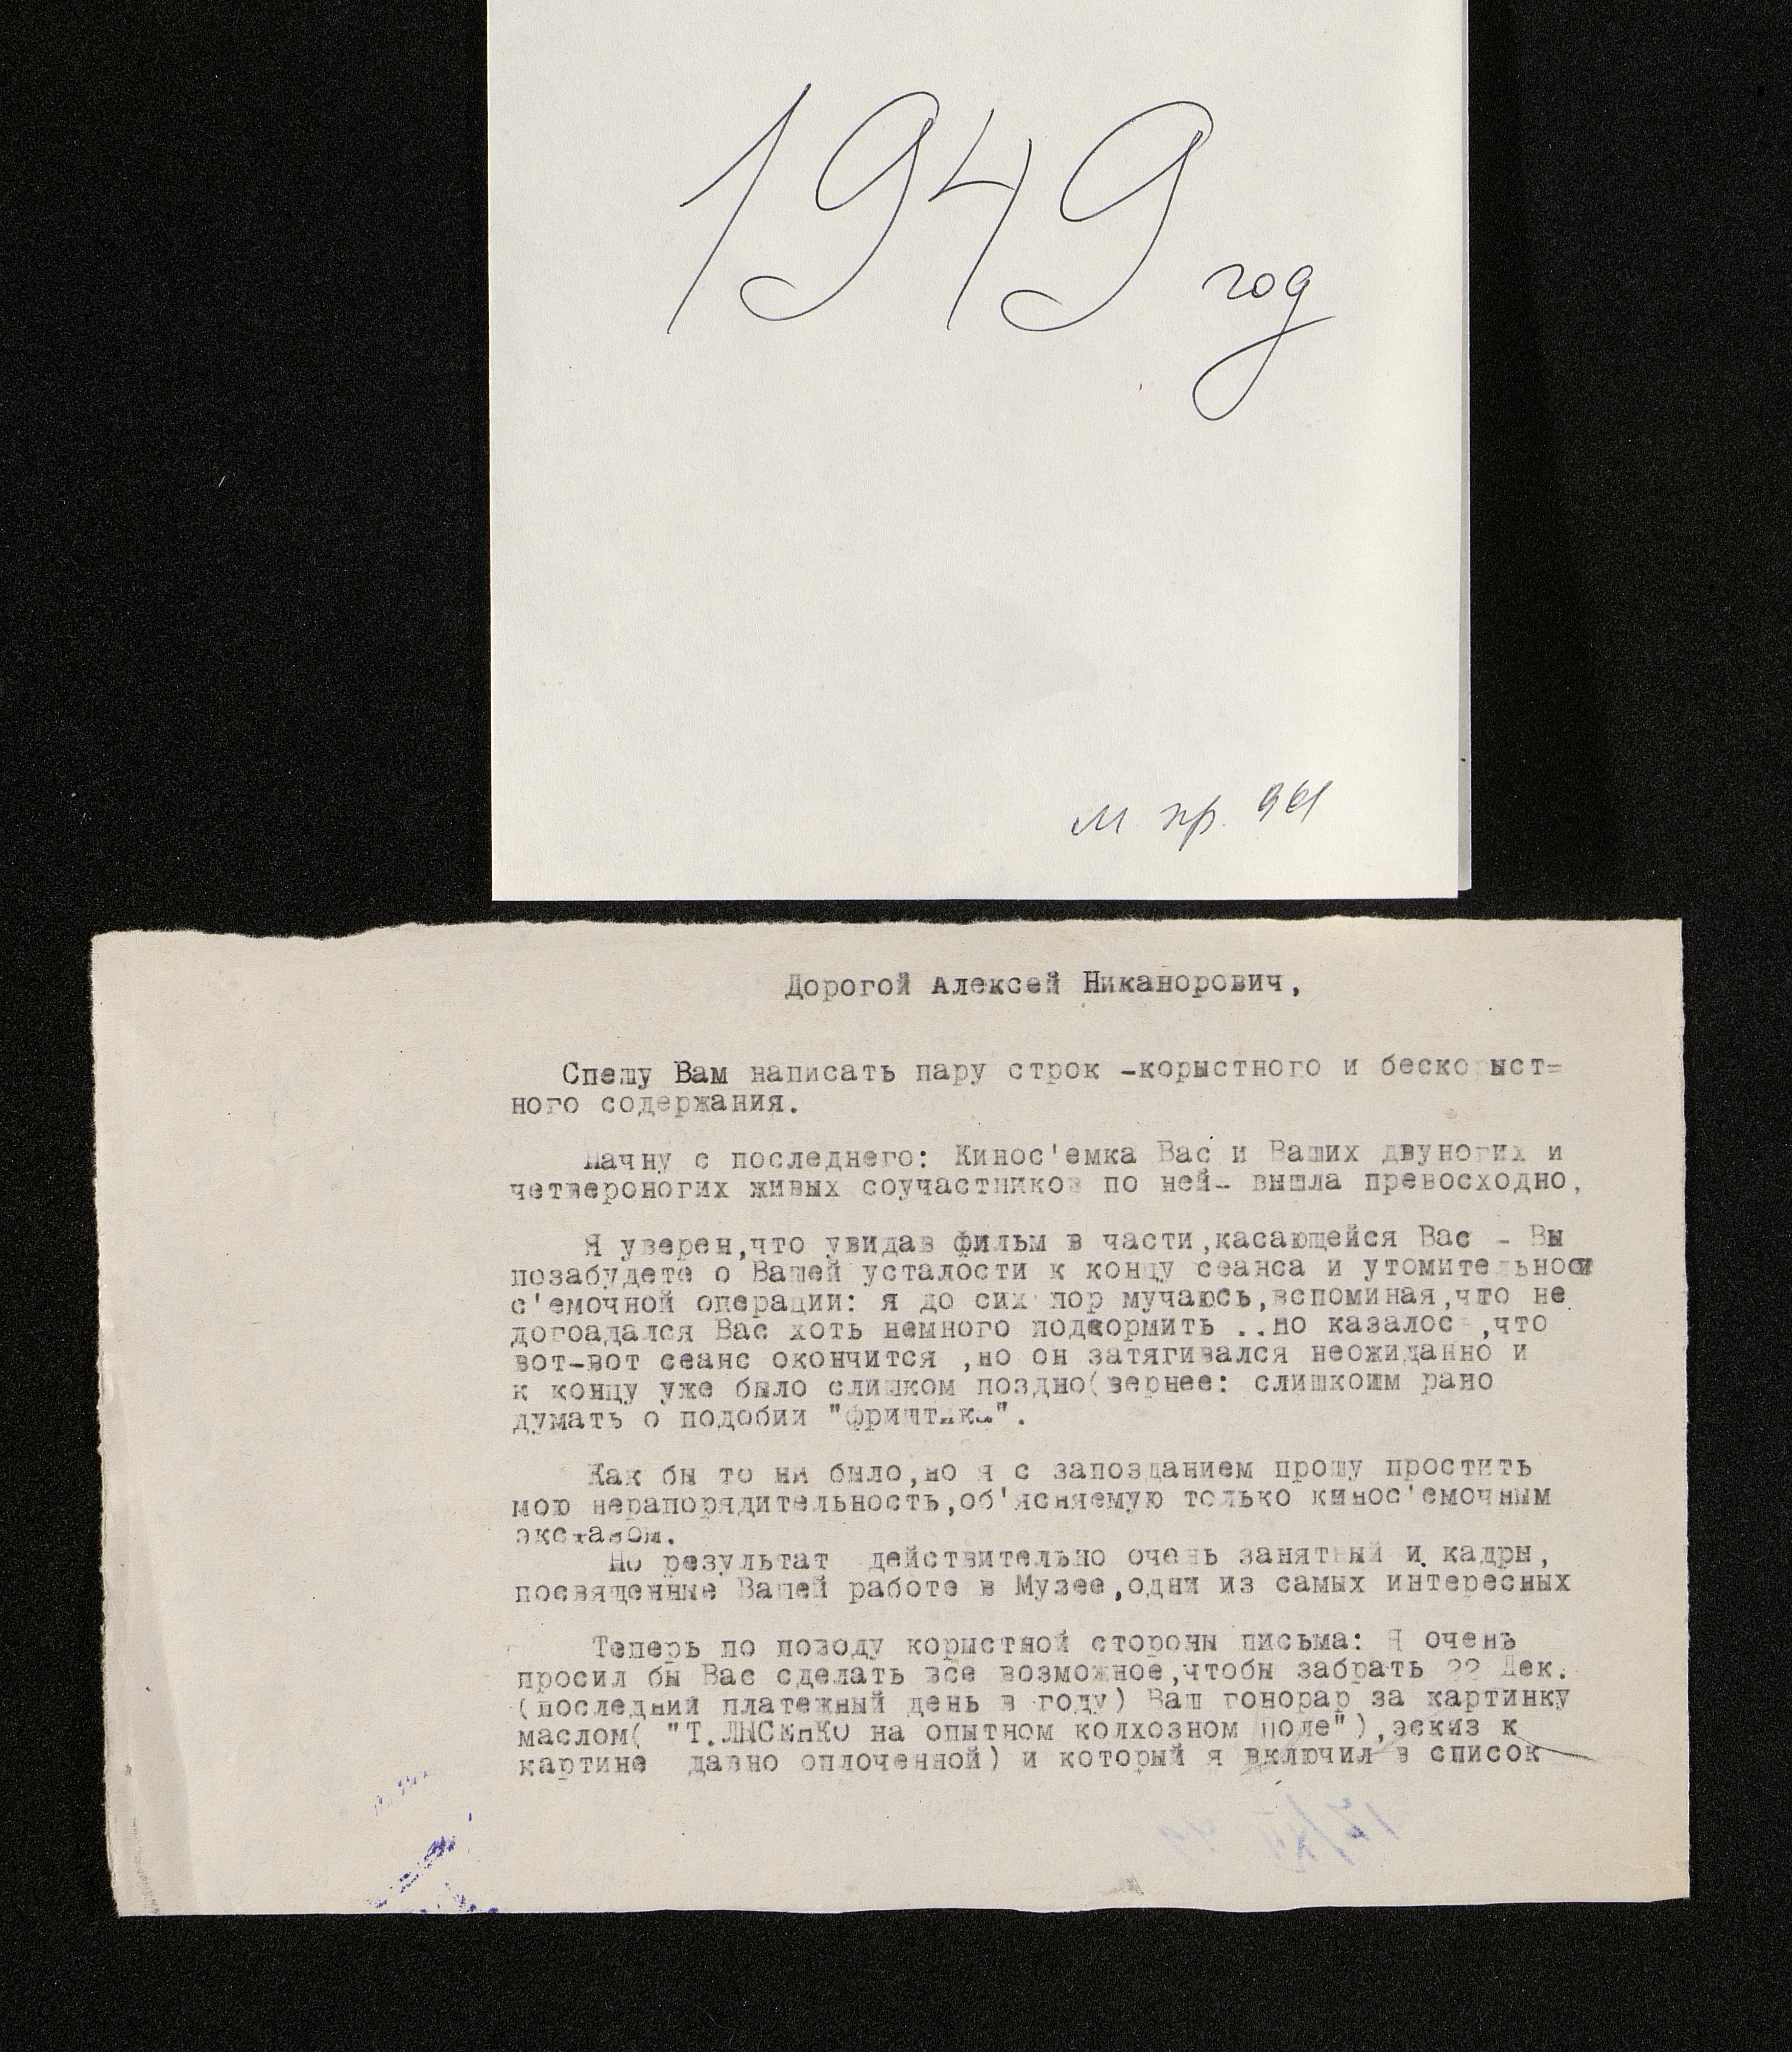 1949 год
М пр. 991
Дорогой Алексей Никанорович,
Спешу Вам написать пару строк -корыстного и бескорыст=
ного содержания.
Начну с последнего: Кинос'емка Вас и Ваших двуногих и
четвероногих живых соучастников по ней- вышла превосходно,
Я уверен,что увидав фильм в части,касающейся Вас - Вы
позабудете о Вашей усталости к концу сеанса и утомительноси
с'емочной операции: я до сих пор мучаюсь,вспоминая,что не
догоадался Вас хоть немного подкормить ..но казалос ,что
вот-вот сеанс окончится ,но он затягивался неожиданно и
к концу уже было слишком поздно(вернее: слишкошм рано
думать о подобии "фриштика".
Как бы то ни было,но я с запозданием прошу простить
мою нерапорядительность,об'ясняемую только кинос'емочным
экстазом.
Но результат действительно очень занятный и кадры,
посвященные Вашей работе в Музее,одни из самых интересных
Теперь по поводу корыстной стороны письма: Я очень
просил бы Вас сделать все возможное,чтобы забрать 22 Дек.
(последний платежный день в году) Ваш гонорар за картинку
маслом( "Т.ЛЫСЕнКО на опытном колхозном поле"),эскиз к
картине давно оплоченной) и который я включил в список